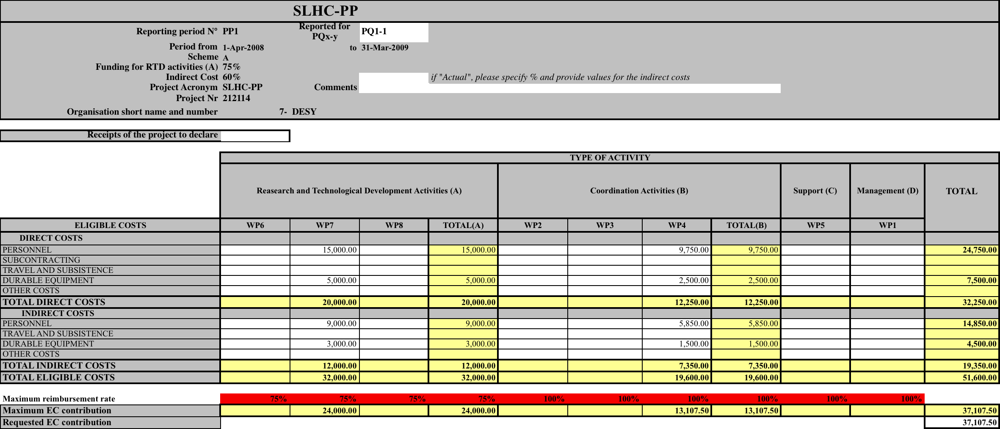 SLHC-PP
Reporting period N° PP1 Reported for PQx-y PQ1-1
Period from 1-Apr-2008 to 31-Mar-2009
Scheme A
Funding for RTD activities (A) 75%
Indirect Cost 60% if "Actual", please specify % and provide values for the indirect costs
Project Acronym SLHC-PP Comments
Project Nr 212114
Organisation short name and number 7- DESY
Receipts of the project to declare
TYPE OF ACTIVITY
Reasearch and Technological Development Activities (A) Coordination Activities (B) Support (C) Management (D) TOTAL
ELIGIBLE COSTS WP6 WP7 WP8 TOTAL(A) WP2 WP3 WP4 TOTAL(B) WP5 WP1
DIRECT COSTS
PERSONNEL 15,000.00 15,000.00 9,750.00 9,750.00 24,750.00
SUBCONTRACTING
TRAVEL AND SUBSISTENCE
DURABLE EQUIPMENT 5,000.00 5,000.00 2,500.00 2,500.00 7,500.00
OTHER COSTS
TOTAL DIRECT COSTS 20,000.00 20,000.00 12,250.00 12,250.00 32,250.00
INDIRECT COSTS
PERSONNEL 9,000.00 9,000.00 5,850.00 5,850.00 14,850.00
TRAVEL AND SUBSISTENCE
DURABLE EQUIPMENT 3,000.00 3,000.00 1,500.00 1,500.00 4,500.00
OTHER COSTS
TOTAL INDIRECT COSTS 12,000.00 12,000.00 7,350.00 7,350.00 19,350.00
TOTAL ELIGIBLE COSTS 32,000.00 32,000.00 19,600.00 19,600.00 51,600.00
Maximum reimbursement rate 75% 75% 75% 75% 100% 100% 100% 100% 100% 100%
Maximum EC contribution 24,000.00 24,000.00 13,107.50 13,107.50 37,107.50
Requested EC contribution 37,107.50